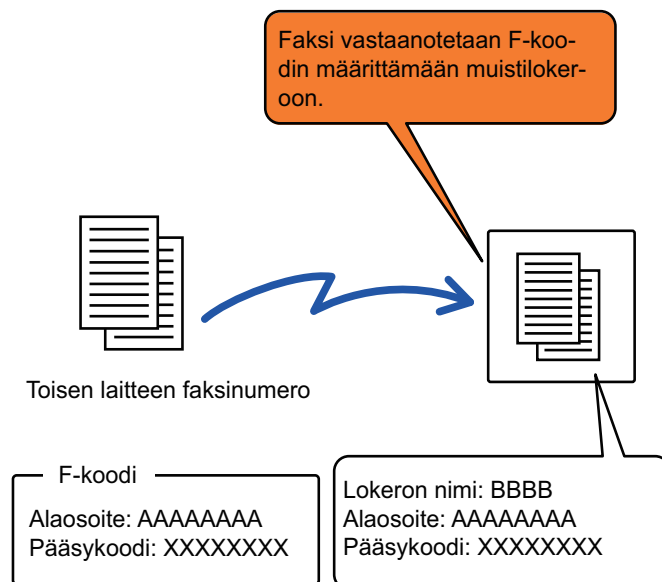 Faksi vastaanotetaan F-koo-
din määrittämään muistiloker-
oon.
Toisen laitteen faksinumero
F-koodi
Alaosoite: AAAAAAAA
Pääsykoodi: XXXXXXXX
Lokeron nimi: BBBB
Alaosoite: AAAAAAAA
Pääsykoodi: XXXXXXXX